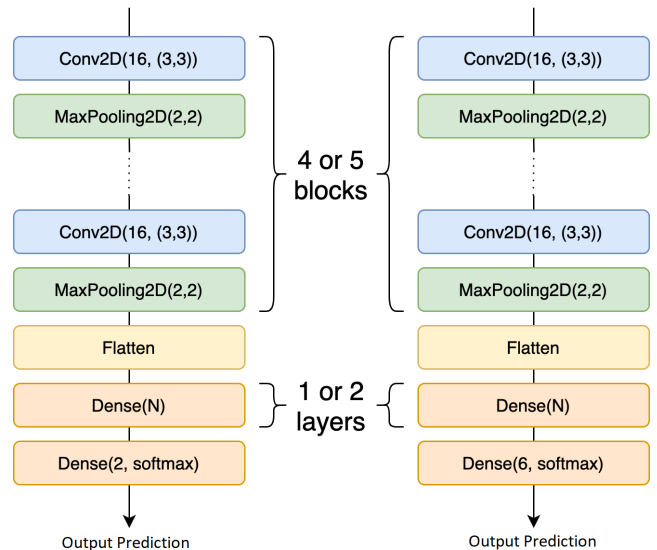 Conv2D(16, (3,3))
MaxPooling2D(2,2)
Conv2D(16, (3,3))
MaxPooling2D(2,2)
Flatten
Dense(N)
Dense(2, softmax)
Output Prediction
4 or 5
blocks
1 or 2
layers
Conv2D(16, (3,3))
MaxPooling2D(2,2)
Conv2D(16, (3,3))
MaxPooling2D(2,2)
Flatten
Dense(N)
Dense(6, softmax)
Output Prediction